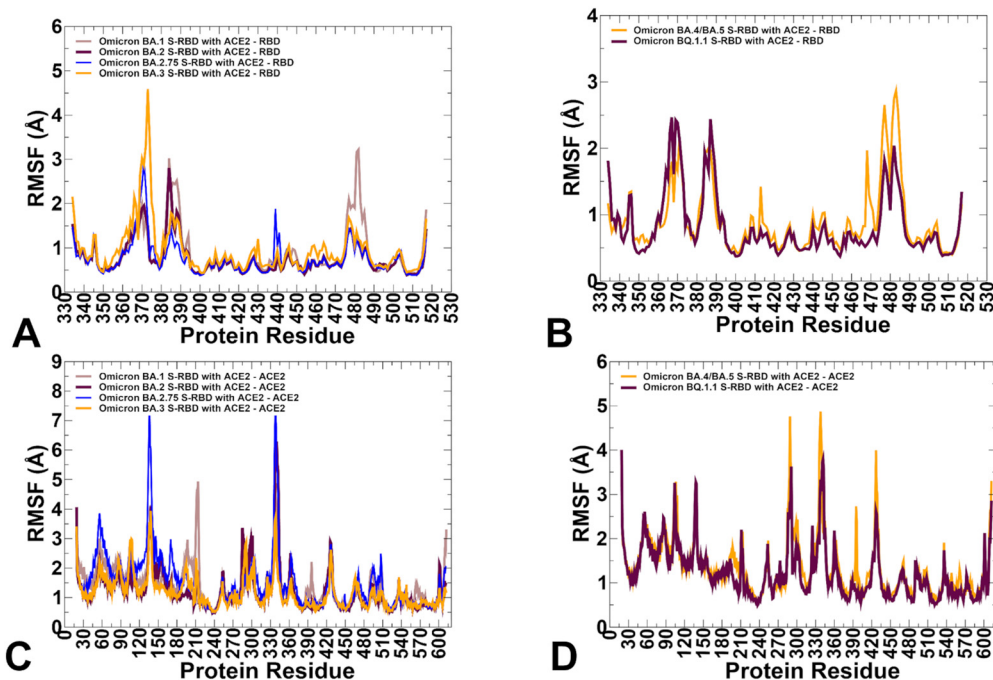 6
5
4
3
2
1
0
RMSF (Å)
Omicron BA.1 S-RBD with ACE2 - RBD
Omicron BA.2 S-RBD with ACE2 - RBD
Omicron BA.2.75 S-RBD with ACE2 - RBD
Omicron BA.3 S-RBD with ACE2 - RBD
330 340 350 360 370 380 390 400 410 420 430 440 450 460 470 480 490 500 510 520 530
Protein Residue
A
4
3
2
1
0
RMSF (Å)
Omicron BA.4/BA.5 S-RBD with ACE2 - RBD
Omicron BQ.1.1 S-RBD with ACE2 - RBD
330 340 350 360 370 380 390 400 410 420 430 440 450 460 470 480 490 500 510 520 530
Protein Residue
B
9
8
7
6
5
4
3
2
1
0
RMSF (Å)
Omicron BA.1 S-RBD with ACE2 - ACE2
Omicron BA.2 S-RBD with ACE2 - ACE2
Omicron BA.2.75 S-RBD with ACE2 - ACE2
Omicron BA.3 S-RBD with ACE2 - ACE2
0 30 60 90 120 150 180 210 240 270 300 330 360 390 420 450 480 510 540 570 600
Protein Residue
C
6
5
4
3
2
1
0
RMSF (Å)
Omicron BA.4/BA.5 S-RBD with ACE2 - ACE2
Omicron BQ.1.1 S-RBD with ACE2 - ACE2
0 30 60 90 120 150 180 210 240 270 300 330 360 390 420 450 480 510 540 570 600
Protein Residue
D